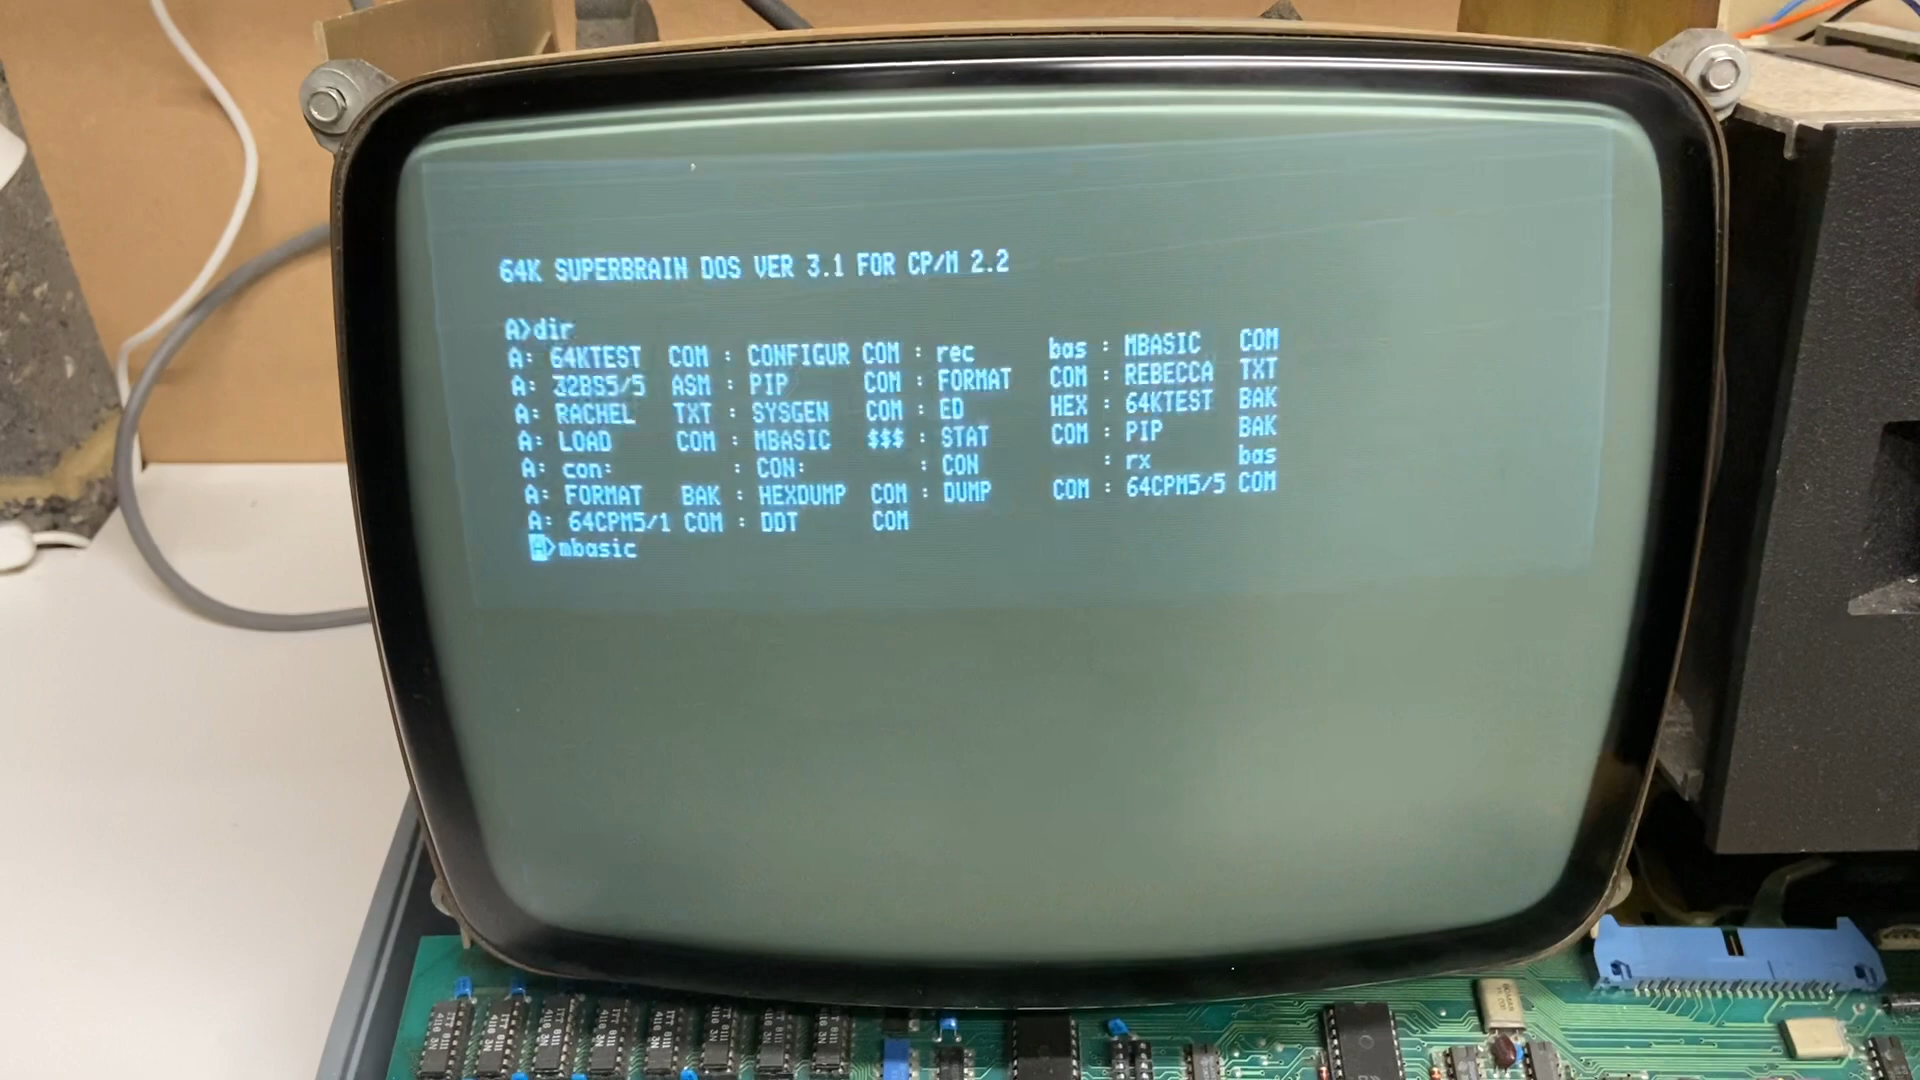 64K SUPERBRAIN DOS VER 3.1 FOR CP/M 2.2
A>dir
A: 64KTEST  COM : CONFIGUR COM : rec      bas : MBASIC   COM
A: 32BS5/5  ASM : PIP      COM : FORMAT   COM : REBECCA  TXT
A: RACHEL   TXT : SYSGEN   COM : ED       HEX : 64KTEST  BAK
A: LOAD     COM : MBASIC   $$$ : STAT     COM : PIP      BAK
A: con:         : CON:         : CON          : rx       bas
A: FORMAT   BAK : HEXDUMP  COM : DUMP     COM : 64CPM5/5 COM
A: 64CPM5/1 COM : DDT      COM
A>mbasic